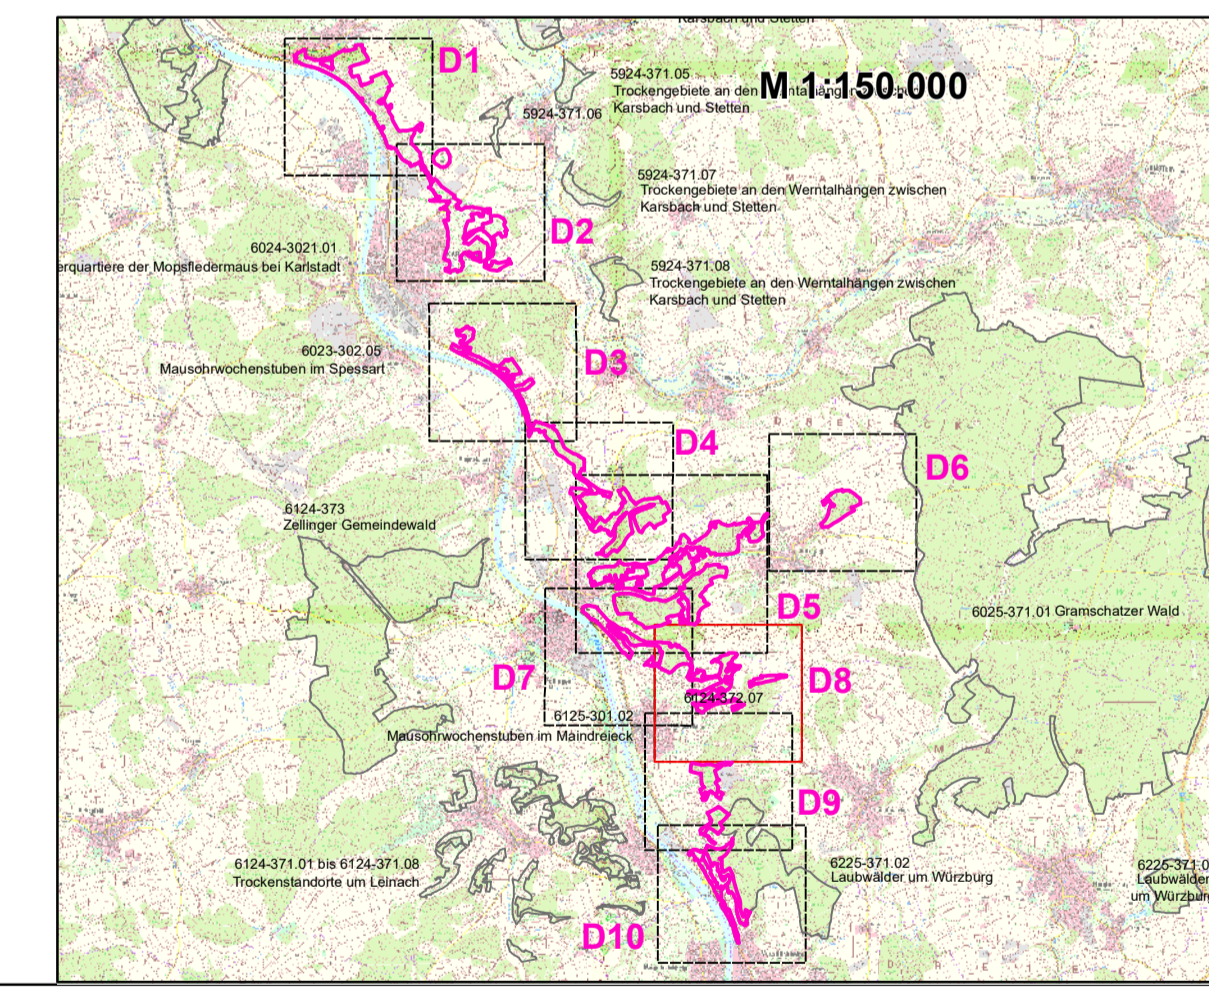 Karsbach und Stetten
D1
5924-371.05
Trockengebiete an den Werntalhängen zwischen
Karsbach und Stetten
M 1:150.000
5924-371.06
5924-371.07
Trockengebiete an den Werntalhängen zwischen
Karsbach und Stetten
D2
6024-3021.01
erquartiere der Mopsfledermaus bei Karlstadt
5924-371.08
Trockengebiete an den Werntalhängen zwischen
Karsbach und Stetten
6023-302.05
Mausohrwochenstuben im Spessart
D3
D4
D6
6124-373
Zellinger Gemeindewald
D5
6025-371.01 Gramschatzer Wald
D7
D8
6124-372.07
6125-301.02
Mausohrwochenstuben im Maindreieck
D9
6124-371.01 bis 6124-371.08
Trockenstandorte um Leinach
6225-371.02
Laubwälder um Würzburg
6225-371.0
Laubwälder
um Würzburg
D10